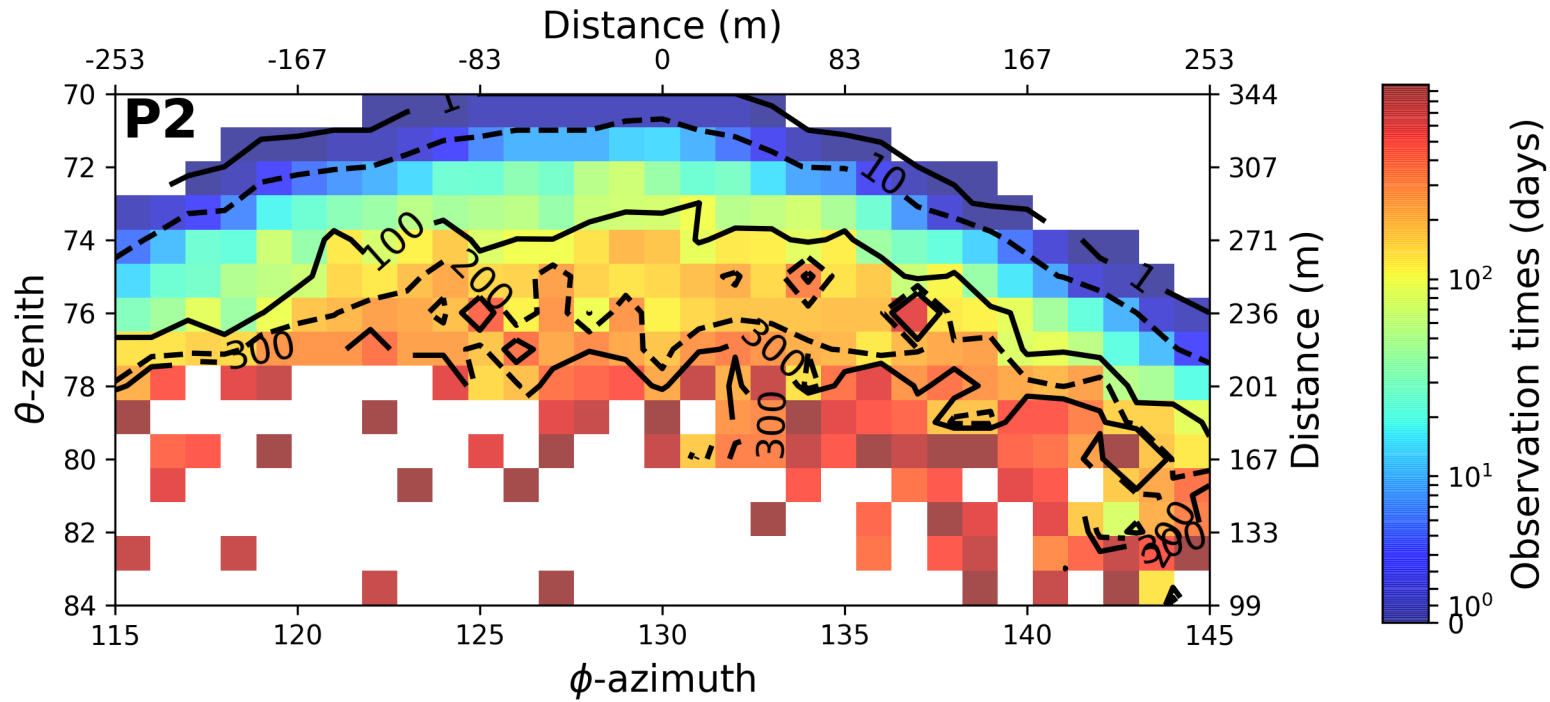 Distance (m)
-253 -167 -83 0 83 167 253
P2
70 72 74 76 78 80 82 84
θ-zenith
1 10 100 200 300 300 300 1 300 300
344 307 271 236 201 167 133 99
Distance (m)
115 120 125 130 135 140 145
ϕ-azimuth
10² 10¹ 10⁰ 0
Observation times (days)